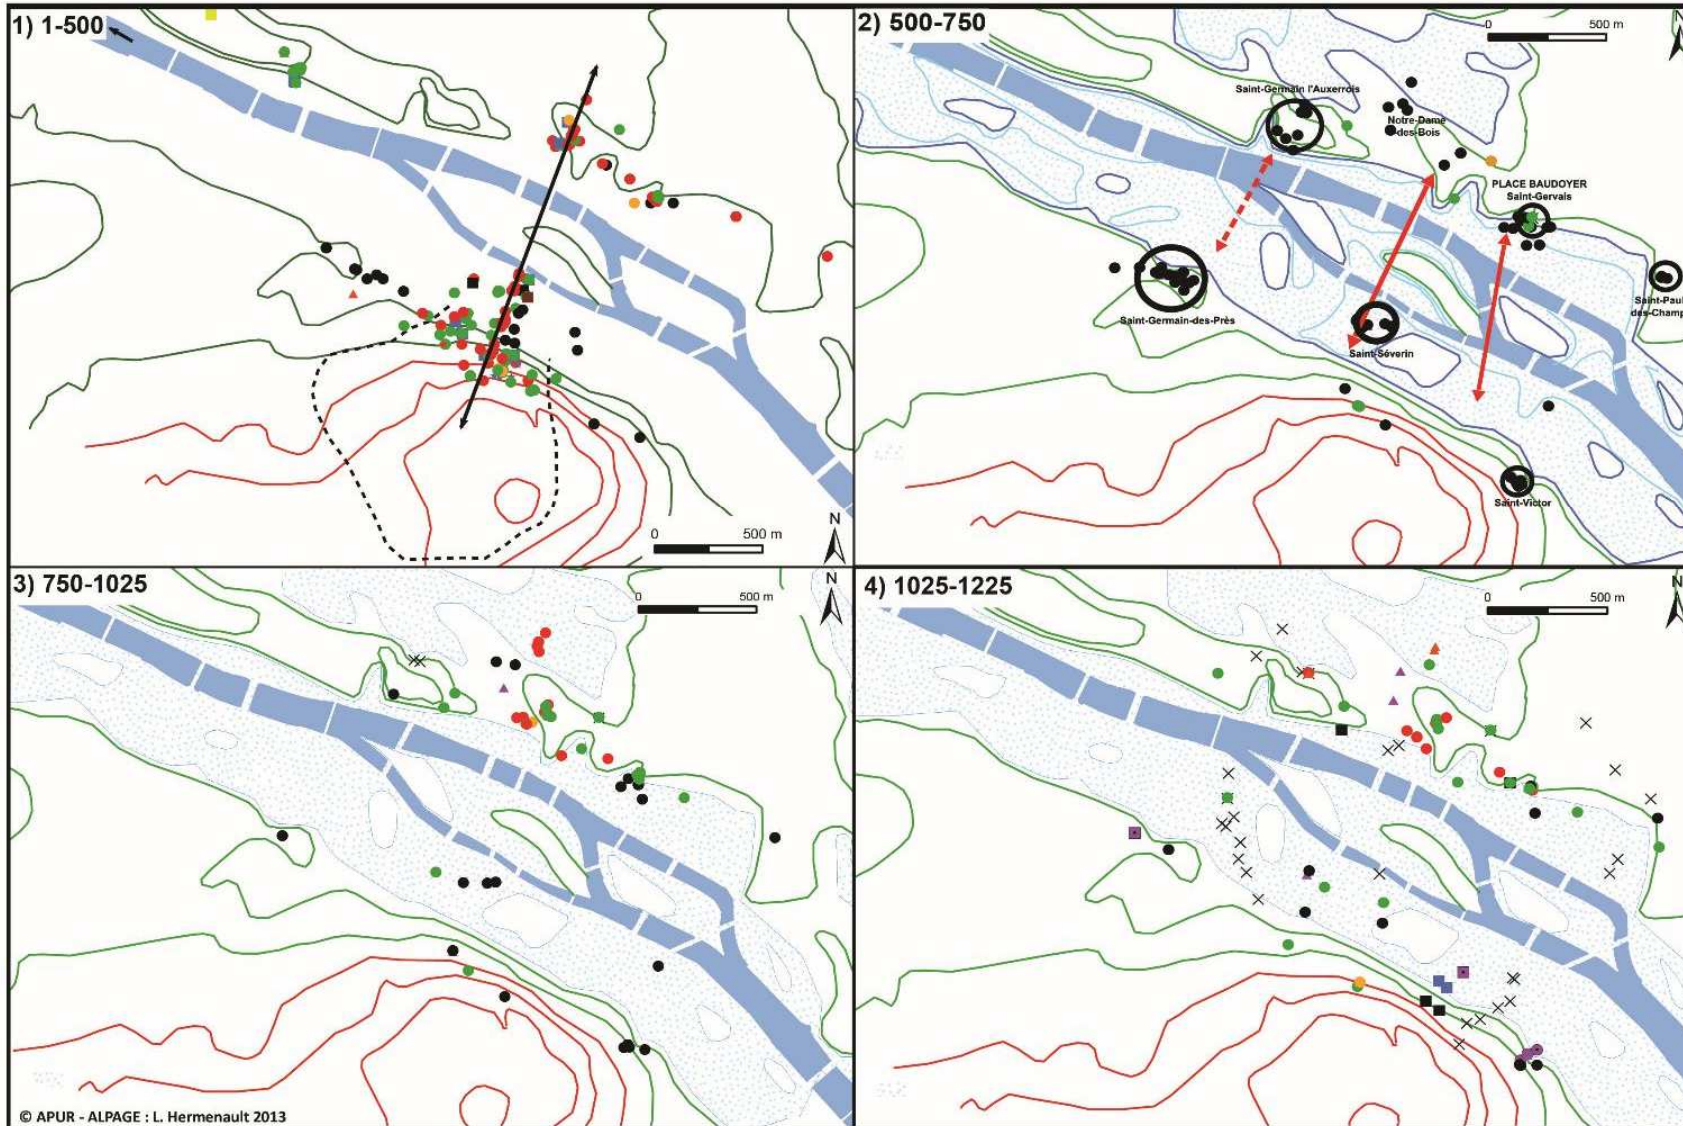 1) 1-500
0
500 m
N
2) 500-750
0
500 m
N
Saint-Germain l'Auxerrois
Notre-Dame
-des-Bois
PLACE BAUDOYER
Saint-Gervais
Saint-Paul
des-Champ
Saint-Germain-des-Près
Saint-Séverin
Saint-Victor
3) 750-1025
0
500 m
N
© APUR - ALPAGE : L. Hermenault 2013
4) 1025-1225
0
500 m
N